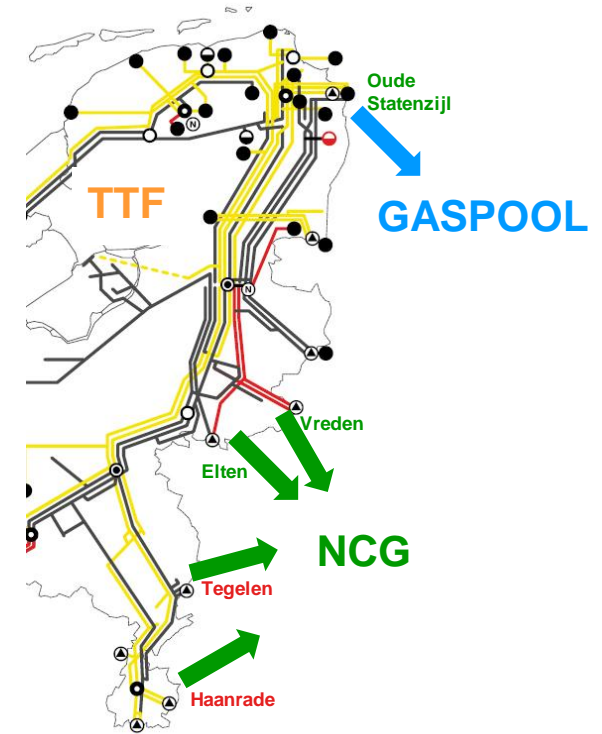 Oude
Statenzijl
N
TTF
GASPOOL
N
Vreden
Elten
NCG
Tegelen
Haanrade